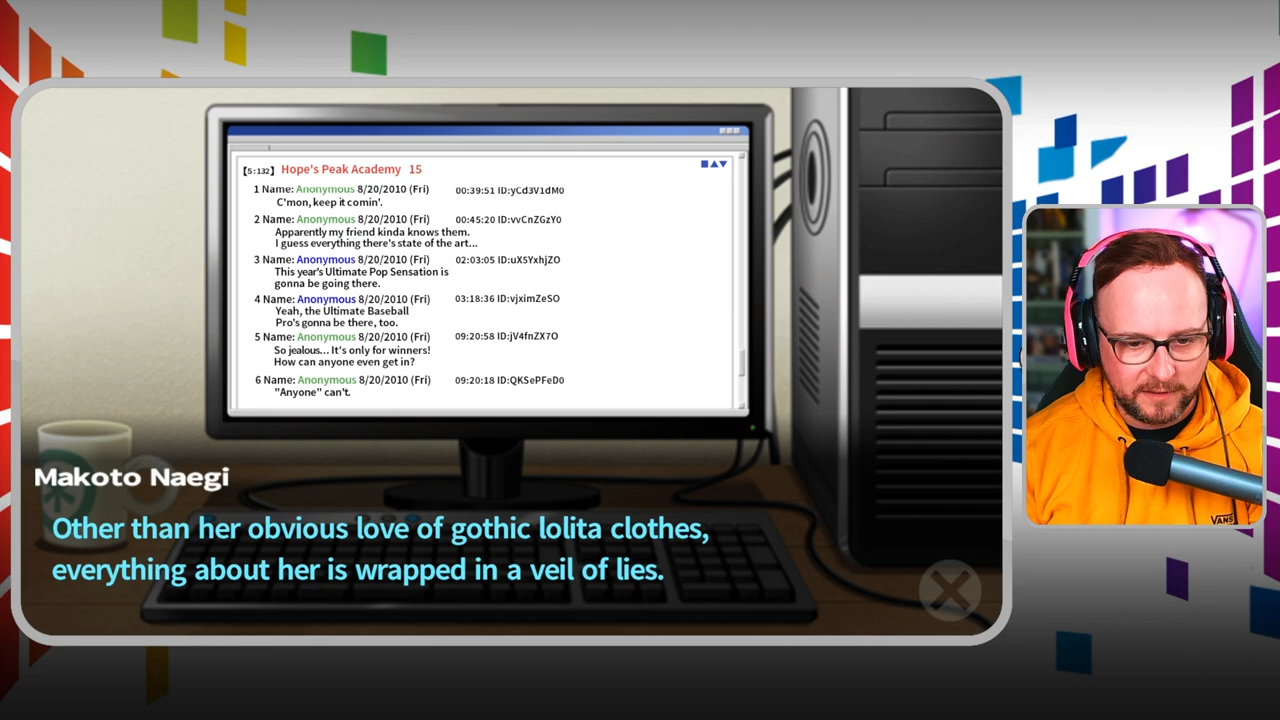 【5:132】 Hope's Peak Academy 15
1 Name: Anonymous 8/20/2010 (Fri) 00:39:51 ID:yCd3V1dM0
C'mon, keep it comin'.
2 Name: Anonymous 8/20/2010 (Fri) 00:45:20 ID:vvCnZGzY0
Apparently my friend kinda knows them.
I guess everything there's state of the art...
3 Name: Anonymous 8/20/2010 (Fri) 02:03:05 ID:uX5YxhjZO
This year's Ultimate Pop Sensation is
gonna be going there.
4 Name: Anonymous 8/20/2010 (Fri) 03:18:36 ID:vjximZeSO
Yeah, the Ultimate Baseball
Pro's gonna be there, too.
5 Name: Anonymous 8/20/2010 (Fri) 09:20:58 ID:jV4fnZX7O
So jealous... It's only for winners!
How can anyone even get in?
6 Name: Anonymous 8/20/2010 (Fri) 09:20:18 ID:QKSePFeD0
"Anyone" can't.
Makoto Naegi
Other than her obvious love of gothic lolita clothes,
everything about her is wrapped in a veil of lies.
VANS